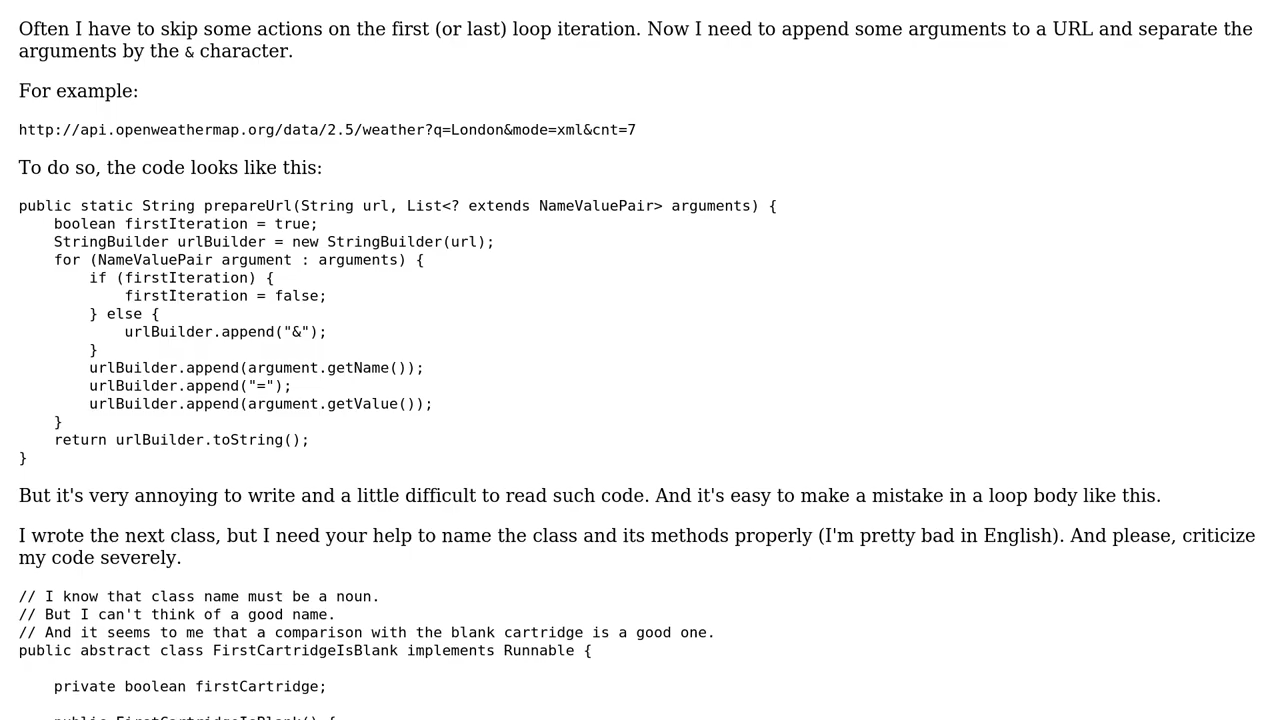 Often I have to skip some actions on the first (or last) loop iteration. Now I need to append some arguments to a URL and separate the
arguments by the & character.
For example:
http://api.openweathermap.org/data/2.5/weather?q=London&mode=xml&cnt=7
To do so, the code looks like this:
public static String prepareUrl(String url, List<? extends NameValuePair> arguments) {
    boolean firstIteration = true;
    StringBuilder urlBuilder = new StringBuilder(url);
    for (NameValuePair argument : arguments) {
        if (firstIteration) {
            firstIteration = false;
        } else {
            urlBuilder.append("&");
        }
        urlBuilder.append(argument.getName());
        urlBuilder.append("=");
        urlBuilder.append(argument.getValue());
    }
    return urlBuilder.toString();
}
But it's very annoying to write and a little difficult to read such code. And it's easy to make a mistake in a loop body like this.
I wrote the next class, but I need your help to name the class and its methods properly (I'm pretty bad in English). And please, criticize
my code severely.
// I know that class name must be a noun.
// But I can't think of a good name.
// And it seems to me that a comparison with the blank cartridge is a good one.
public abstract class FirstCartridgeIsBlank implements Runnable {
    private boolean firstCartridge;
    public FirstCartridgeIsBlank() {